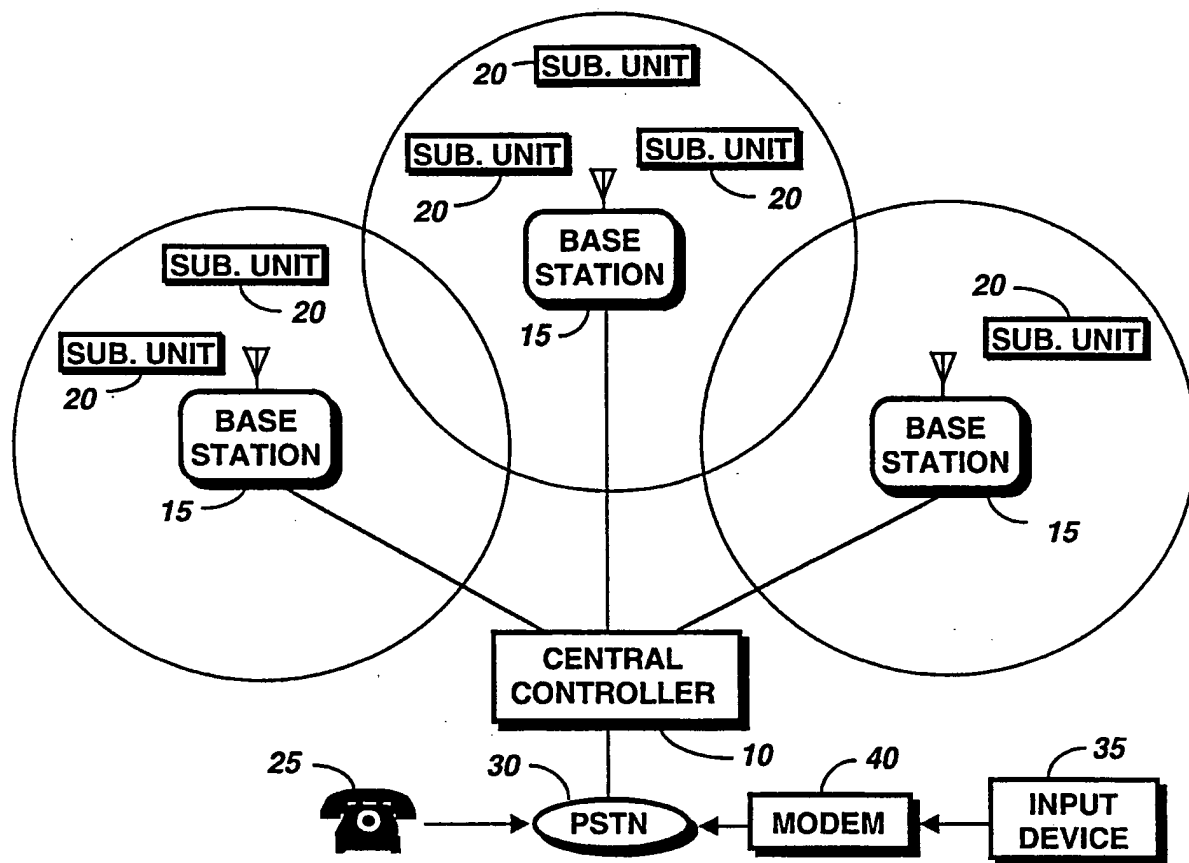 20 SUB. UNIT
SUB. UNIT
20
SUB. UNIT
20
BASE
STATION
15
SUB. UNIT
20
SUB. UNIT
20
BASE
STATION
15
20
SUB. UNIT
BASE
STATION
15
CENTRAL
CONTROLLER
10
25
30
PSTN
40
MODEM
35
INPUT
DEVICE